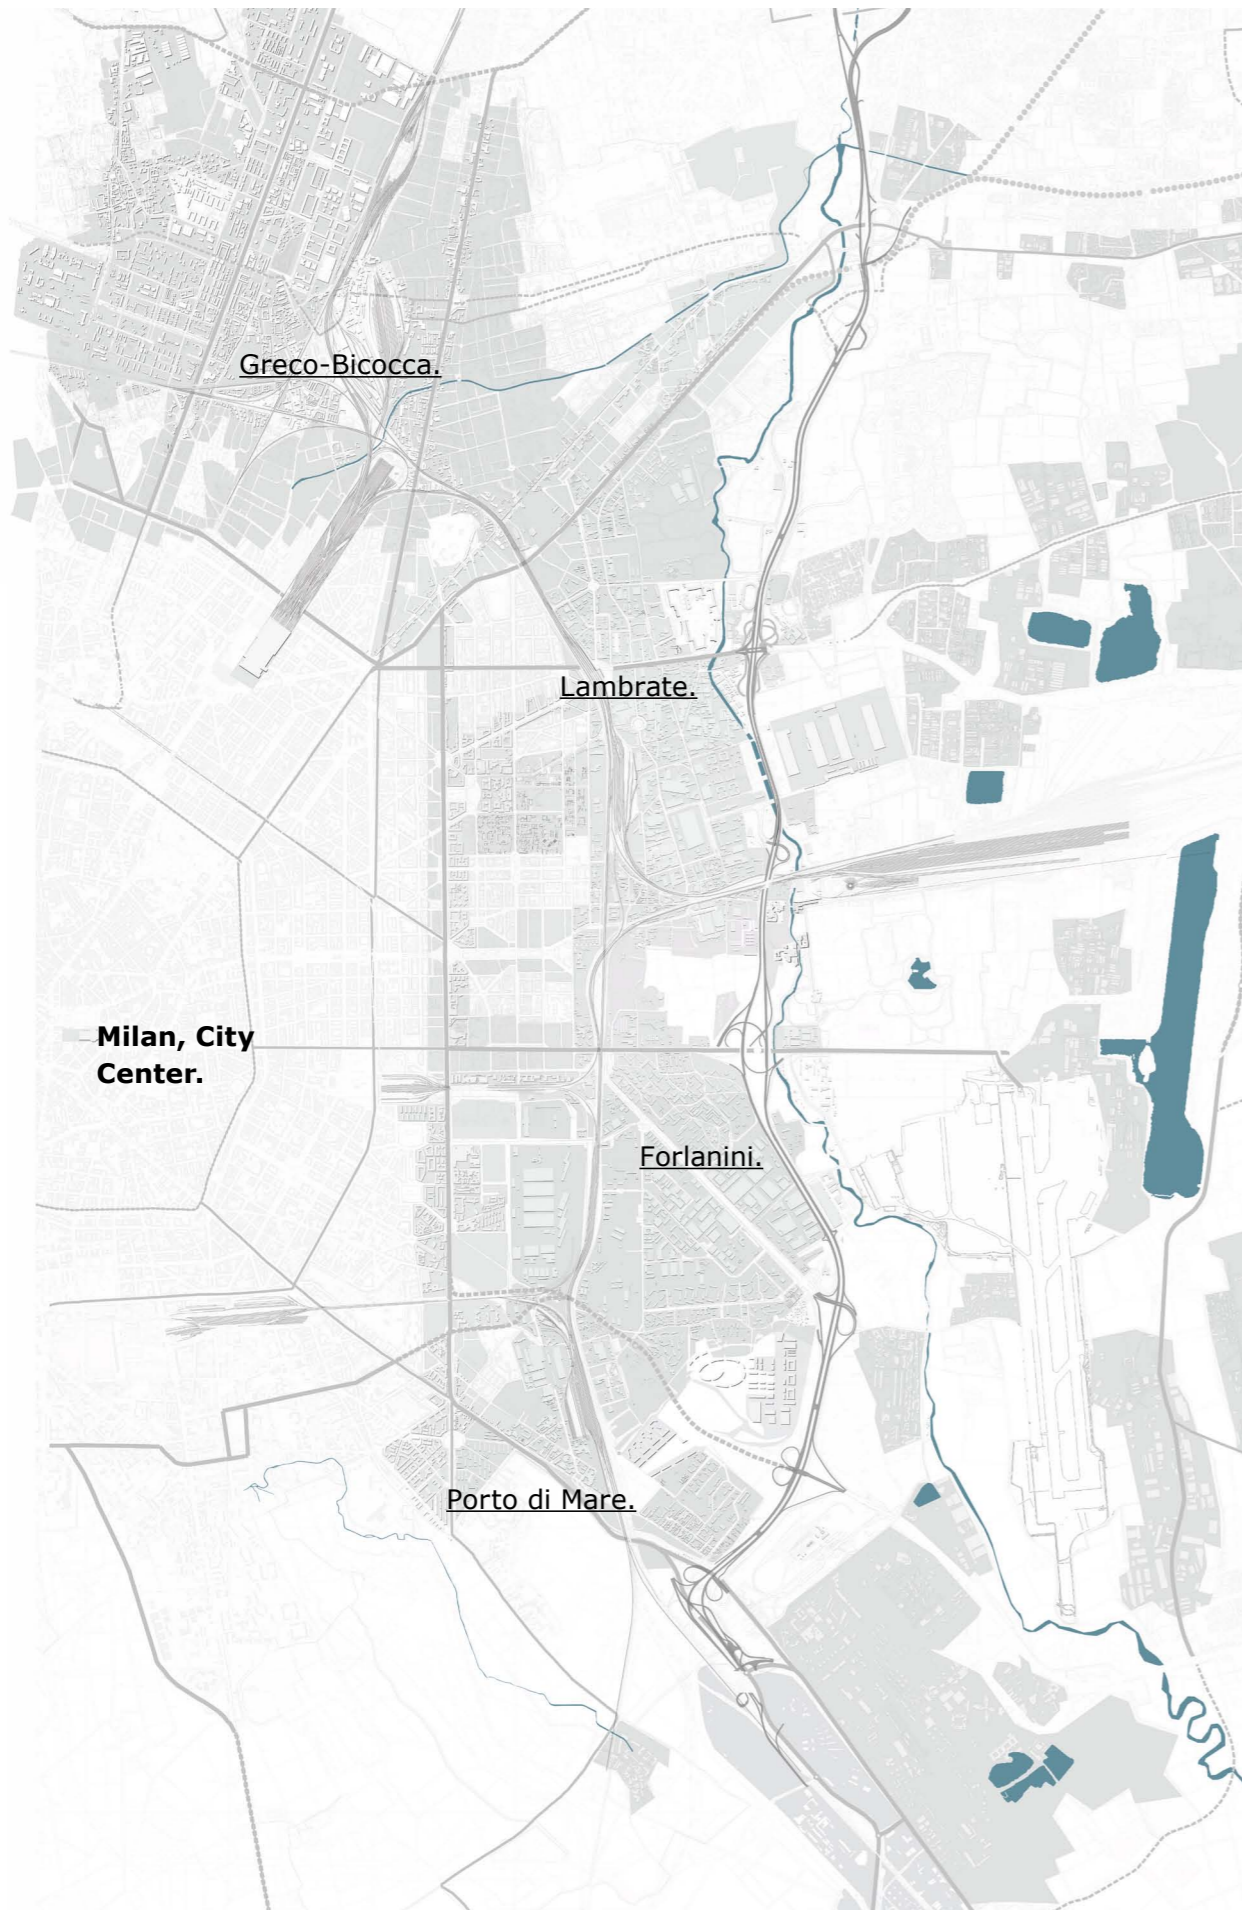 Greco-Bicocca.
Lambrate.
Milan, City
Center.
Forlanini.
Porto di Mare.